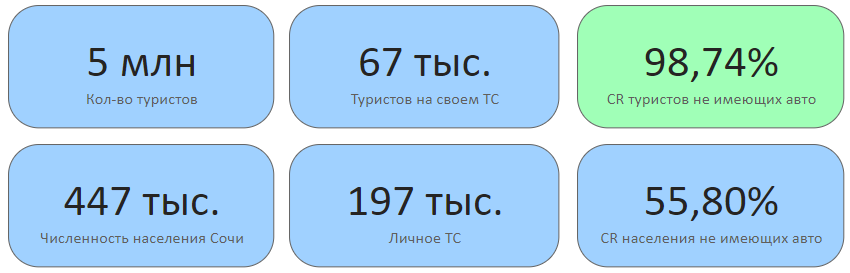 5 млн
Кол-во туристов
67 тыс.
Туристов на своем ТС
98,74%
CR туристов не имеющих авто
447 тыс.
Численность населения Сочи
197 тыс.
Личное ТС
55,80%
CR населения не имеющих авто